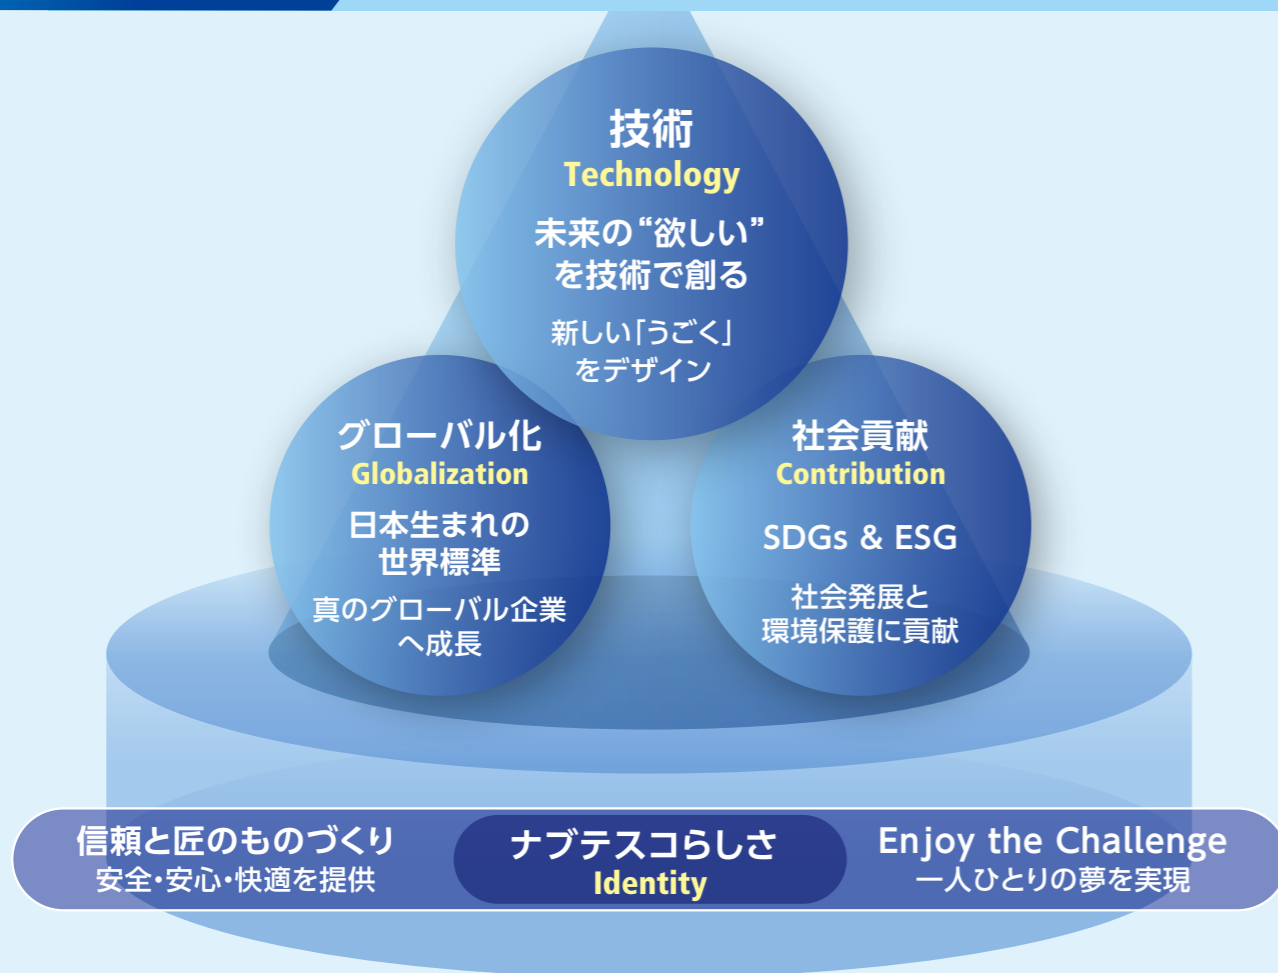 技術
Technology
未来の“欲しい”
を技術で創る
新しい「うごく」
をデザイン
グローバル化
Globalization
日本生まれの
世界標準
真のグローバル企業
へ成長
社会貢献
Contribution
SDGs & ESG
社会発展と
環境保護に貢献
信頼と匠のものづくり
安全・安心・快適を提供
ナブテスコらしさ
Identity
Enjoy the Challenge
一人ひとりの夢を実現